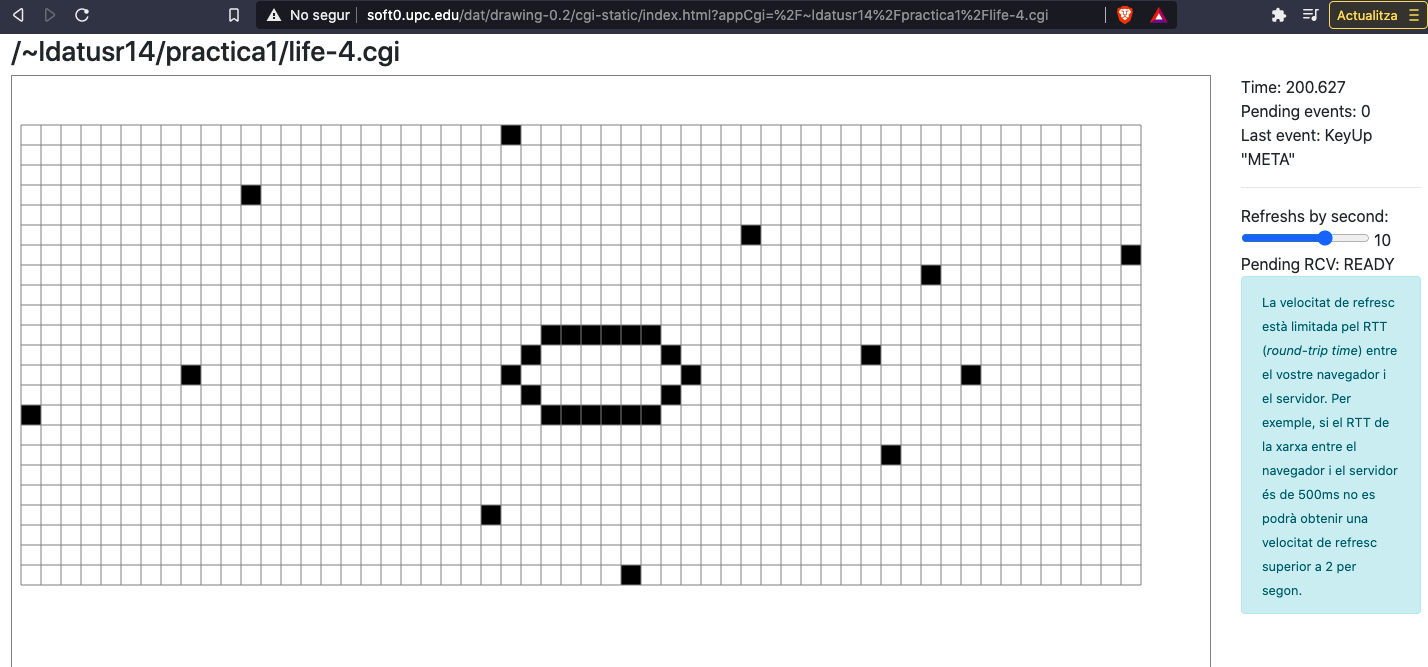 No segur
soft0.upc.edu/dat/drawing-0.2/cgi-static/index.html?appCgi=%2F~ldatusr14%2Fpractica1%2Flife-4.cgi
Actualitza
/~ldatusr14/practica1/life-4.cgi
Time: 200.627
Pending events: 0
Last event: KeyUp
"META"
Refreshs by second:
10
Pending RCV: READY
La velocitat de refresc
està limitada pel RTT
(round-trip time) entre
el vostre navegador i
el servidor. Per
exemple, si el RTT de
la xarxa entre el
navegador i el servidor
és de 500ms no es
podrà obtenir una
velocitat de refresc
superior a 2 per
segon.